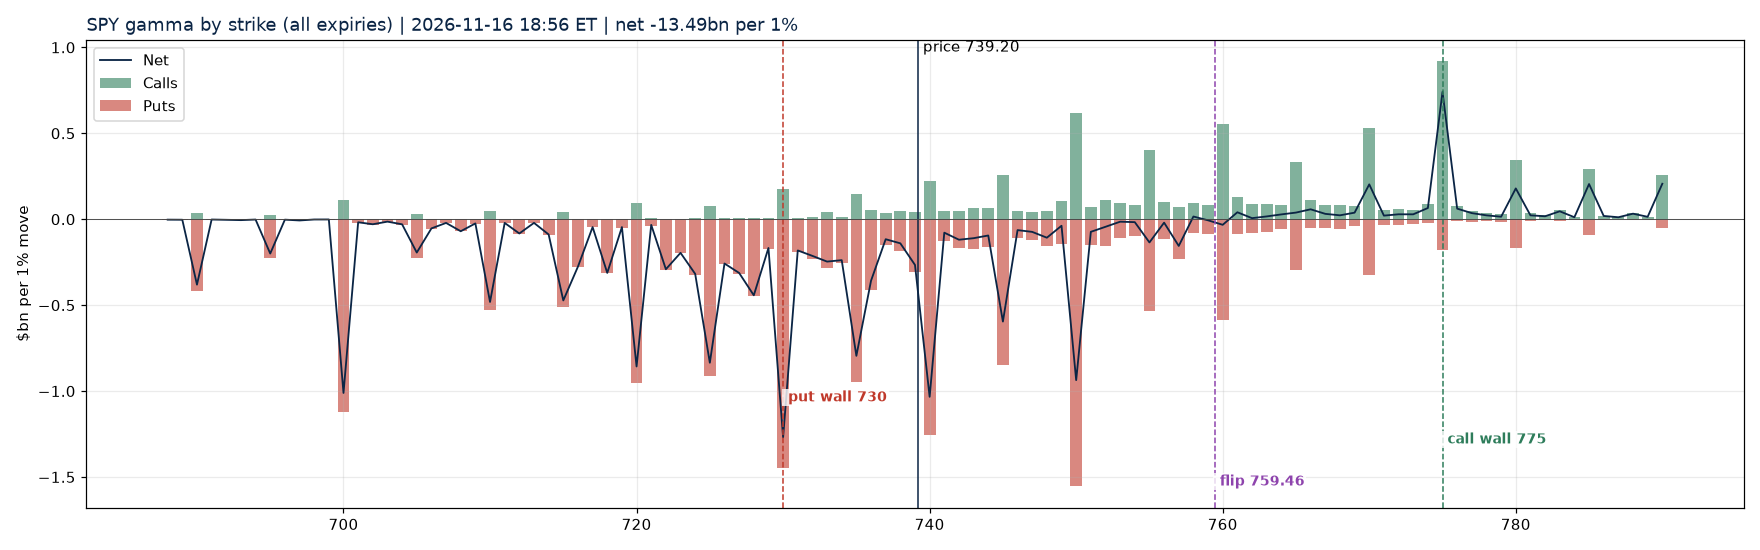 SPY gamma by strike (all expiries) | 2026-11-16 18:56 ET | net -13.49bn per 1%
price 739.20
Net
Calls
Puts
1.0
0.5
0.0
−0.5
−1.0
−1.5
$bn per 1% move
put wall 730
call wall 775
flip 759.46
700
720
740
760
780